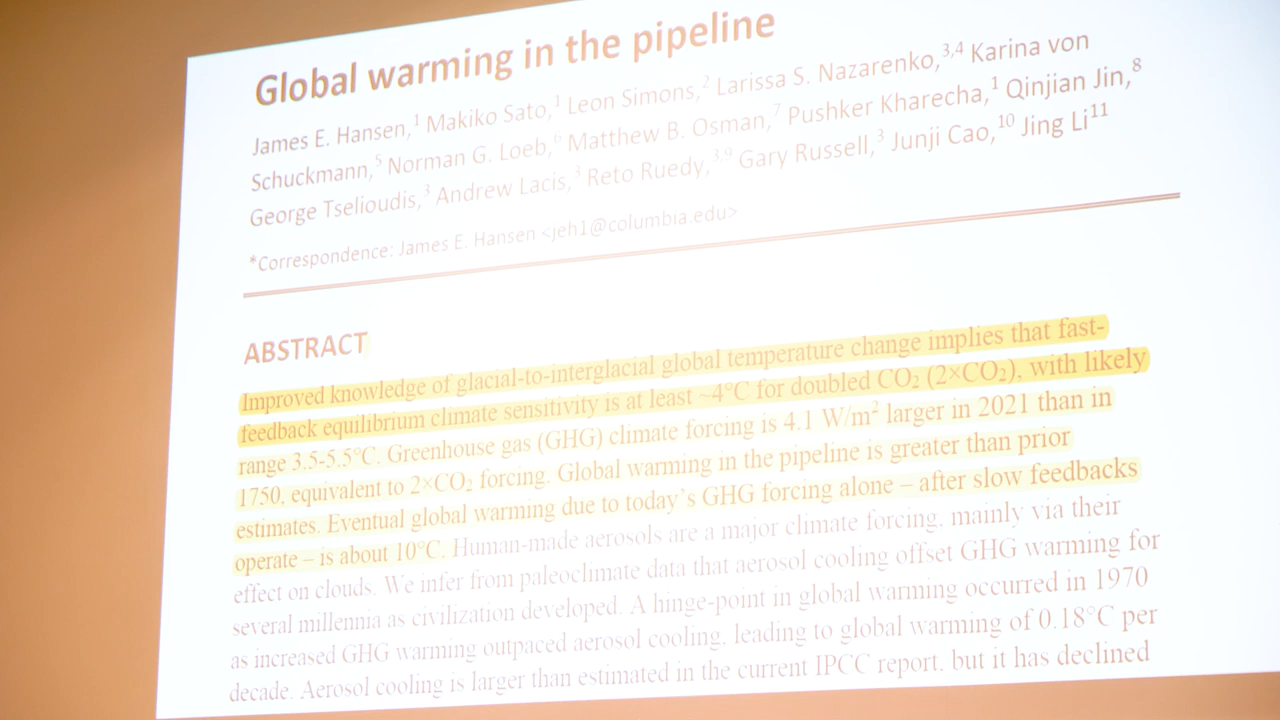 Global warming in the pipeline
James E. Hansen,¹ Makiko Sato,¹ Leon Simons,² Larissa S. Nazarenko,³,⁴ Karina von
Schuckmann,⁵ Norman G. Loeb,⁶ Matthew B. Osman,⁷ Pushker Kharecha,¹ Qinjian Jin,⁸
George Tselioudis,³ Andrew Lacis,³ Reto Ruedy,³,⁹ Gary Russell,³ Junji Cao,¹⁰ Jing Li¹¹
*Correspondence: James E. Hansen <jeh1@columbia.edu>
ABSTRACT
Improved knowledge of glacial-to-interglacial global temperature change implies that fast-
feedback equilibrium climate sensitivity is at least ~4°C for doubled CO₂ (2×CO₂), with likely
range 3.5-5.5°C. Greenhouse gas (GHG) climate forcing is 4.1 W/m² larger in 2021 than in
1750, equivalent to 2×CO₂ forcing. Global warming in the pipeline is greater than prior
estimates. Eventual global warming due to today's GHG forcing alone – after slow feedbacks
operate – is about 10°C. Human-made aerosols are a major climate forcing, mainly via their
effect on clouds. We infer from paleoclimate data that aerosol cooling offset GHG warming for
several millennia as civilization developed. A hinge-point in global warming occurred in 1970
as increased GHG warming outpaced aerosol cooling, leading to global warming of 0.18°C per
decade. Aerosol cooling is larger than estimated in the current IPCC report, but it has declined